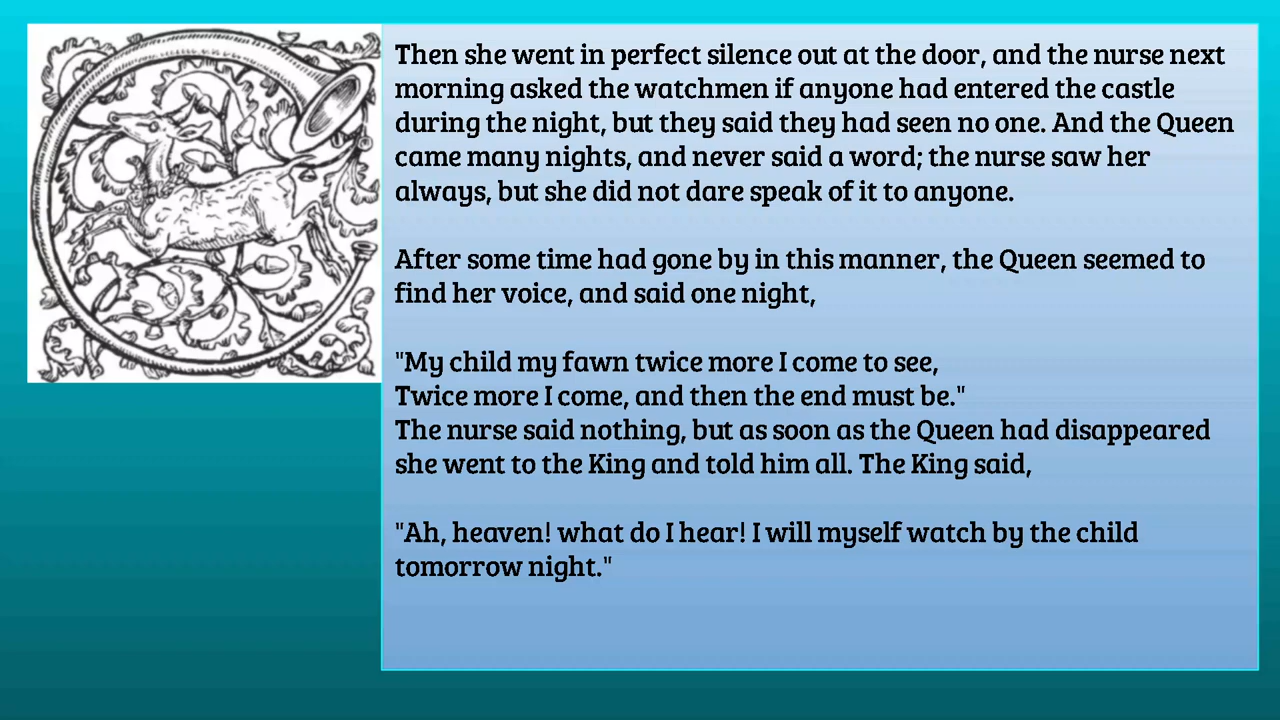 Then she went in perfect silence out at the door, and the nurse next
morning asked the watchmen if anyone had entered the castle
during the night, but they said they had seen no one. And the Queen
came many nights, and never said a word; the nurse saw her
always, but she did not dare speak of it to anyone.
After some time had gone by in this manner, the Queen seemed to
find her voice, and said one night,
"My child my fawn twice more I come to see,
Twice more I come, and then the end must be."
The nurse said nothing, but as soon as the Queen had disappeared
she went to the King and told him all. The King said,
"Ah, heaven! what do I hear! I will myself watch by the child
tomorrow night."